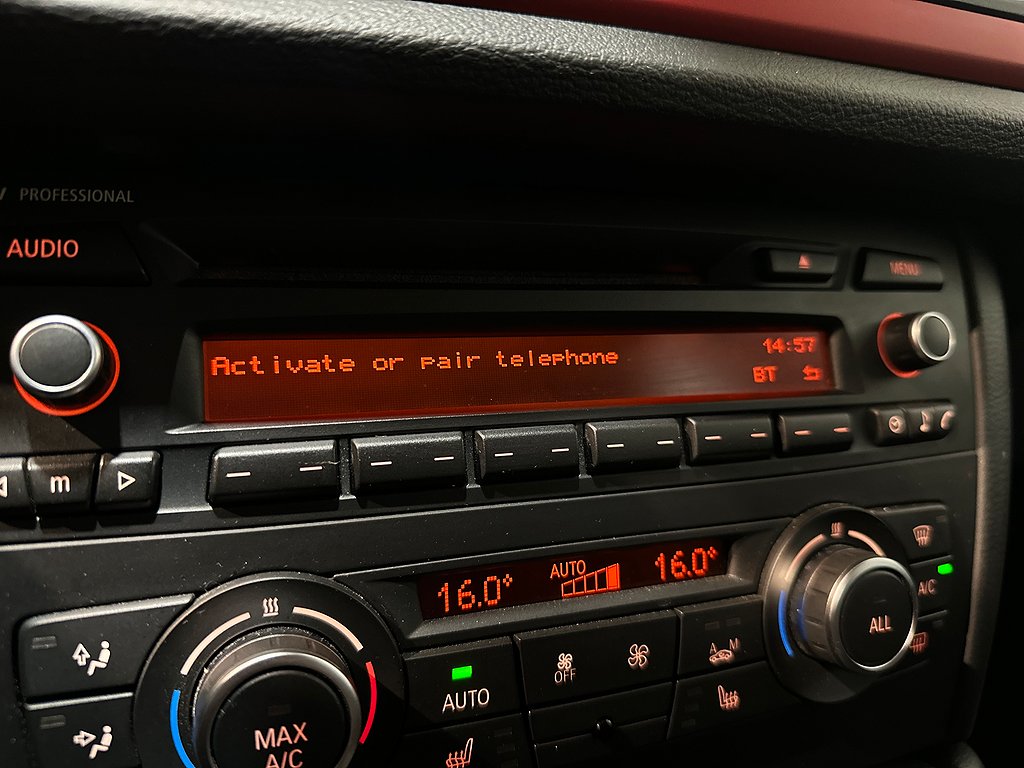 PROFESSIONAL
AUDIO
MENU
Activate or pair telephone
14:57
BT
m
16.0°
AUTO
16.0°
A/C
ALL
OFF
A M
AUTO
MAX
A/C